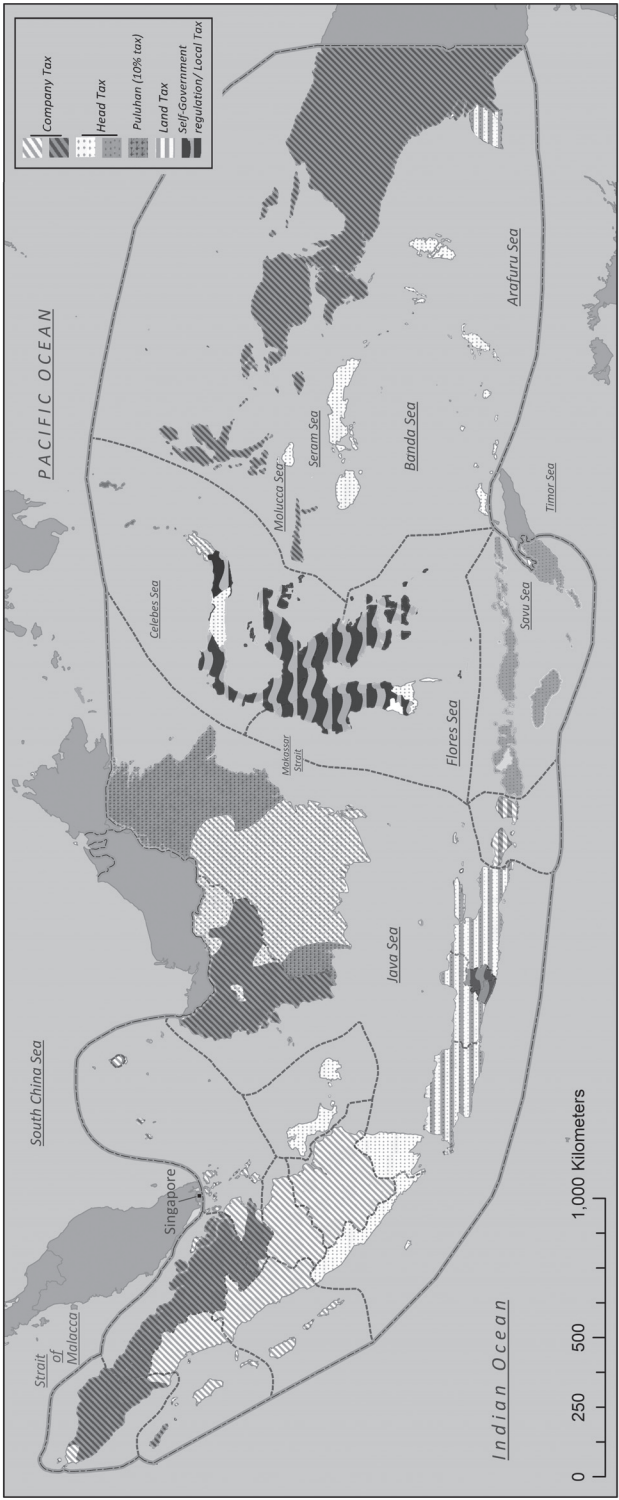 Company Tax
Head Tax
Puluhan (10% tax)
Land Tax
Self-Government
regulation/ Local Tax
PACIFIC OCEAN
South China Sea
Strait
of
Malacca
Singapore
Celebes Sea
Makassar
Strait
Molucca Sea
Seram Sea
Banda Sea
Arafuru Sea
Java Sea
Flores Sea
Savu Sea
Timor Sea
Indian Ocean
0 250 500 1,000 Kilometers